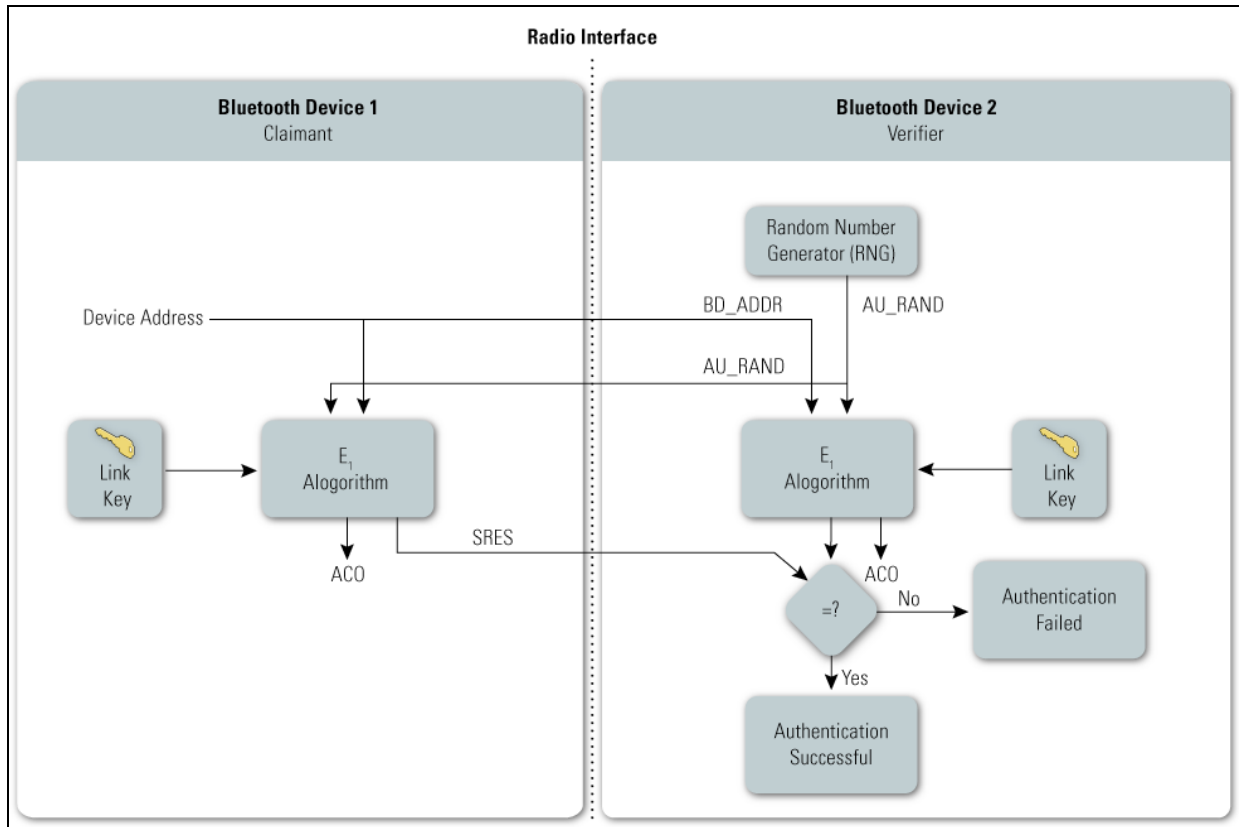 Radio Interface
Bluetooth Device 1
Claimant
Bluetooth Device 2
Verifier
Random Number
Generator (RNG)
Device Address
BD_ADDR
AU_RAND
AU_RAND
Link
Key
E1
Alogorithm
E1
Alogorithm
Link
Key
SRES
ACO
ACO
=?
No
Authentication
Failed
Yes
Authentication
Successful